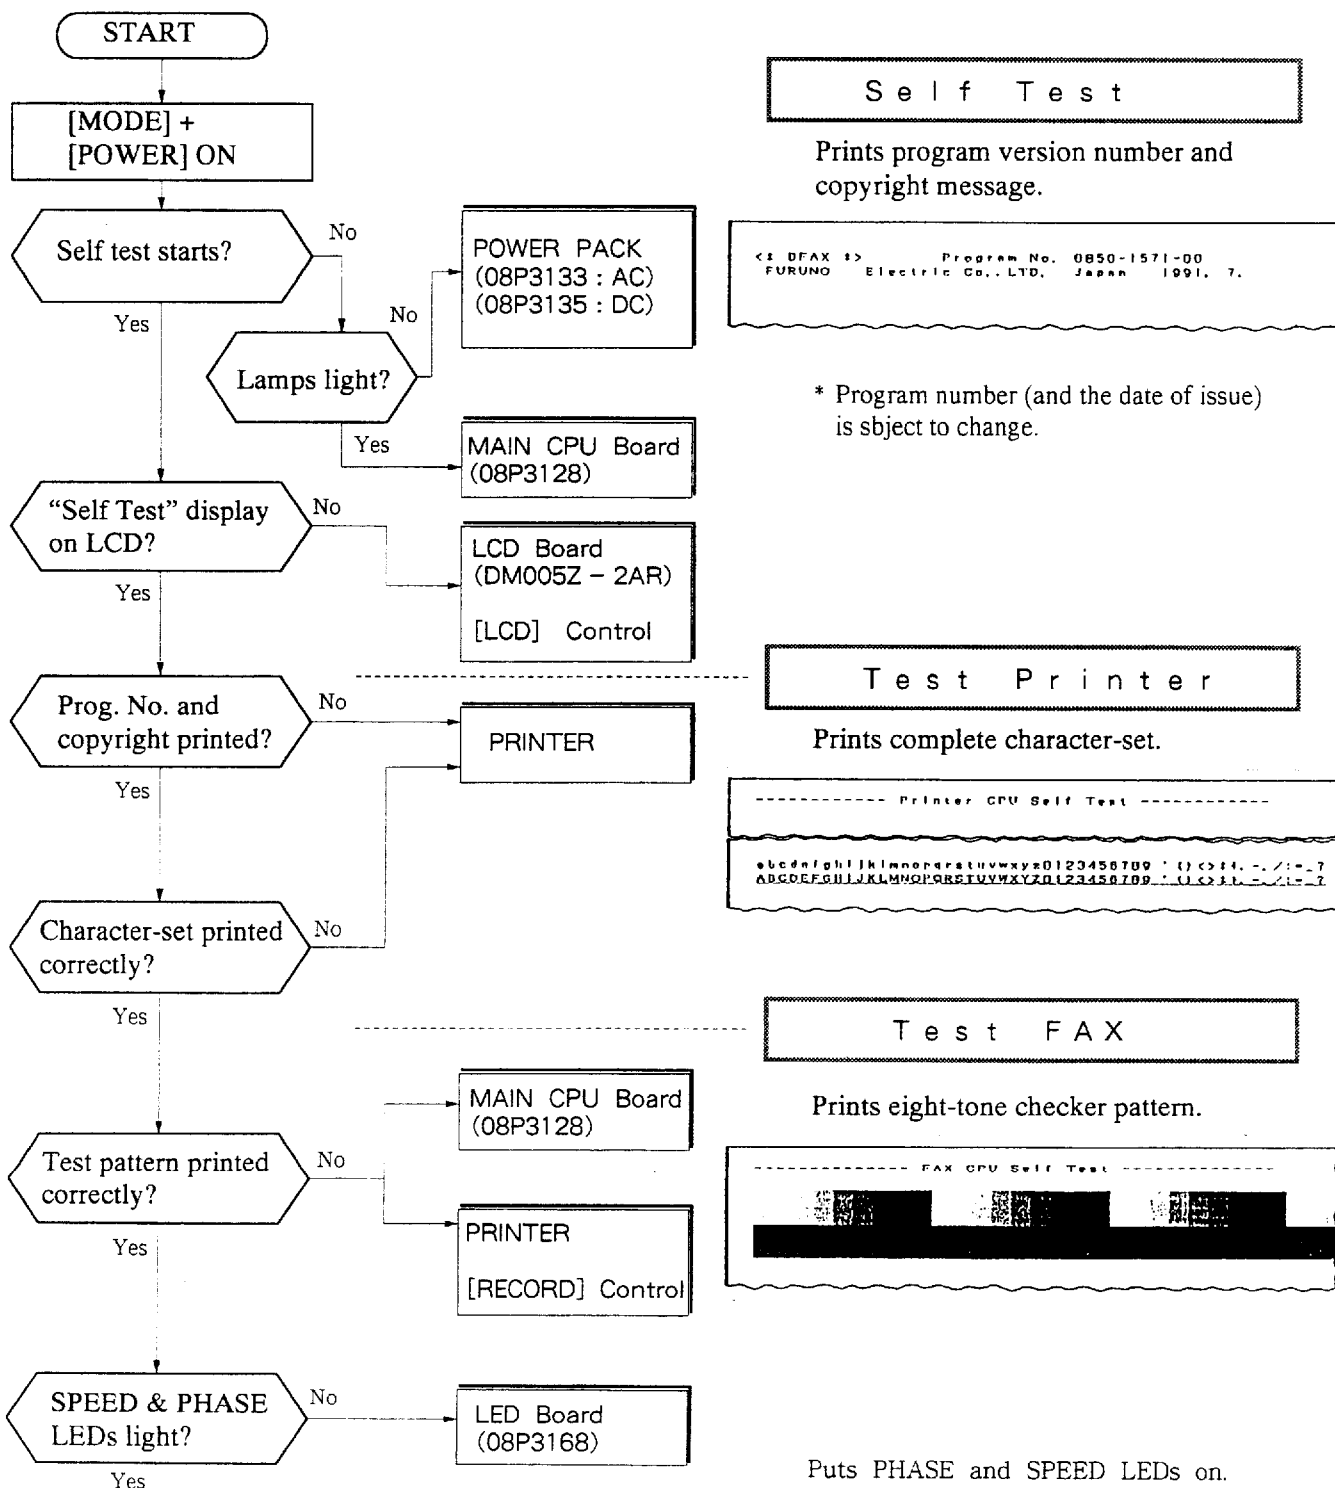 START
[MODE] +
[POWER] ON
Self test starts?
No
Yes
POWER PACK
(08P3133 : AC)
(08P3135 : DC)
No
Lamps light?
Yes
MAIN CPU Board
(08P3128)
"Self Test" display
on LCD?
No
Yes
LCD Board
(DM005Z - 2AR)
[LCD] Control
Prog. No. and
copyright printed?
No
Yes
PRINTER
Character-set printed
correctly?
No
Yes
MAIN CPU Board
(08P3128)
Test pattern printed
correctly?
No
Yes
PRINTER
[RECORD] Control
SPEED & PHASE
LEDs light?
No
Yes
LED Board
(08P3168)
Self Test
Prints program version number and
copyright message.
Program No. 0850-1571-00
FURUNO Electric Co., LTD. Japan 1991. 7.
* Program number (and the date of issue)
is sbject to change.
Test Printer
Prints complete character-set.
------------ Printer CPU Self Test ------------
abcdefghijklmnopqrstuvwxyz0123456789
ABCDEFGHIJKLMNOPQRSTUVWXYZ0123456789
Test FAX
Prints eight-tone checker pattern.
-------------- FAX CPU Self Test --------------
Puts PHASE and SPEED LEDs on.